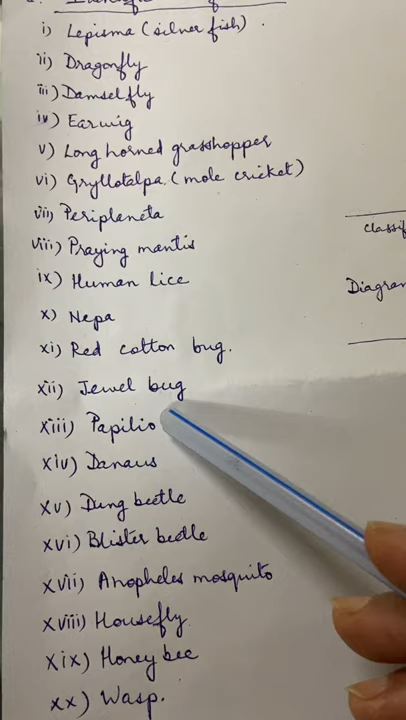 i) Lepisma (silver fish).
ii) Dragonfly
iii) Damselfly
iv) Earwig
v) Long horned grasshopper
vi) Gryllotalpa (mole cricket)
vii) Periplaneta
viii) Praying mantis
Classif
ix) Human lice
Diagram
x) Nepa
xi) Red cotton bug.
xii) Jewel bug
xiii) Papilio
xiv) Danaus
xv) Dung beetle
xvi) Blister beetle
xvii) Anopheles mosquito
xviii) Housefly
xix) Honey bee
xx) Wasp.